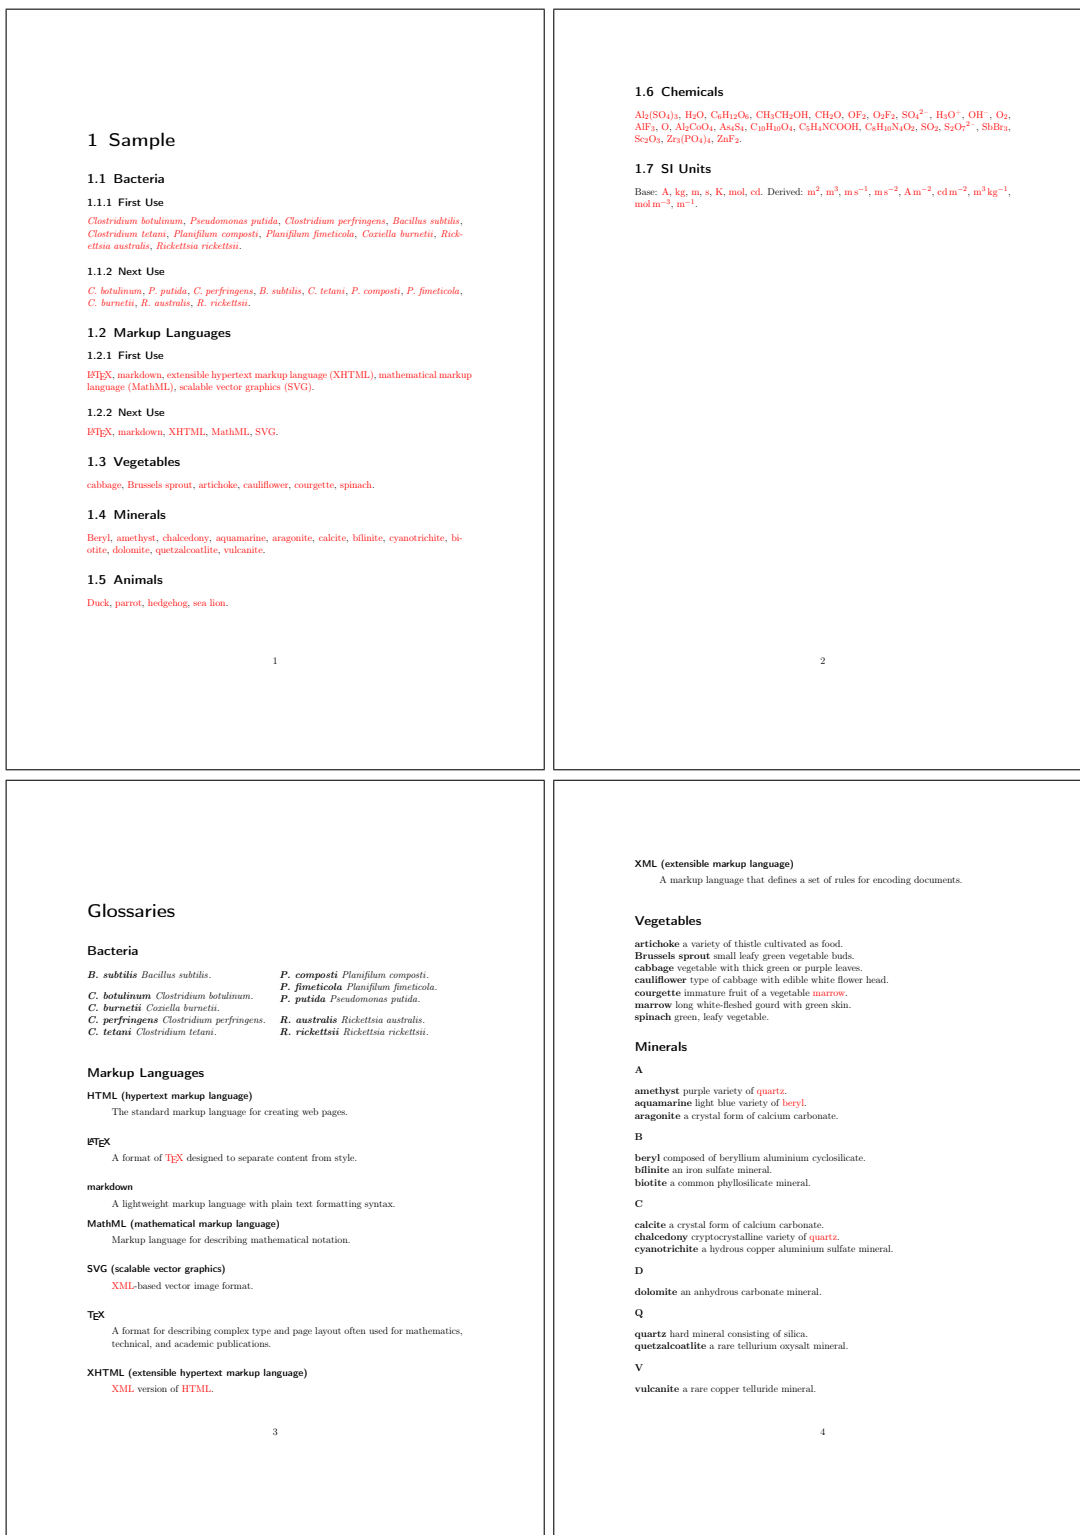 1 Sample
1.1 Bacteria
1.1.1 First Use
Clostridium botulinum, Pseudomonas putida, Clostridium perfringens, Bacillus subtilis,
Clostridium tetani, Planifilum composti, Planifilum fimeticola, Coxiella burnetii, Rick-
ettsia australis, Rickettsia rickettsii.
1.1.2 Next Use
C. botulinum, P. putida, C. perfringens, B. subtilis, C. tetani, P. composti, P. fimeticola,
C. burnetii, R. australis, R. rickettsii.
1.2 Markup Languages
1.2.1 First Use
LATEX, markdown, extensible hypertext markup language (XHTML), mathematical markup
language (MathML), scalable vector graphics (SVG).
1.2.2 Next Use
LATEX, markdown, XHTML, MathML, SVG.
1.3 Vegetables
cabbage, Brussels sprout, artichoke, cauliflower, courgette, spinach.
1.4 Minerals
Beryl, amethyst, chalcedony, aquamarine, aragonite, calcite, bílinite, cyanotrichite, bi-
otite, dolomite, quetzalcoatlite, vulcanite.
1.5 Animals
Duck, parrot, hedgehog, sea lion.
1
1.6 Chemicals
Al₂(SO₄)₃, H₂O, C₆H₁₂O₆, CH₃CH₂OH, CH₂O, OF₂, O₂F₂, SO₄²⁻, H₃O⁺, OH⁻, O₂,
AlF₃, O, Al₂CoO₄, As₄S₄, C₁₀H₁₀O₄, C₅H₄NCOOH, C₈H₁₀N₄O₂, SO₂, S₂O₇²⁻, SbBr₃,
Sc₂O₃, Zr₃(PO₄)₄, ZnF₂.
1.7 SI Units
Base: A, kg, m, s, K, mol, cd. Derived: m², m³, m s⁻¹, m s⁻², A m⁻², cd m⁻², m³ kg⁻¹,
mol m⁻³, m⁻¹.
2
Glossaries
Bacteria
B. subtilis Bacillus subtilis.
C. botulinum Clostridium botulinum.
C. burnetii Coxiella burnetii.
C. perfringens Clostridium perfringens.
C. tetani Clostridium tetani.
P. composti Planifilum composti.
P. fimeticola Planifilum fimeticola.
P. putida Pseudomonas putida.
R. australis Rickettsia australis.
R. rickettsii Rickettsia rickettsii.
Markup Languages
HTML (hypertext markup language)
The standard markup language for creating web pages.
LATEX
A format of TEX designed to separate content from style.
markdown
A lightweight markup language with plain text formatting syntax.
MathML (mathematical markup language)
Markup language for describing mathematical notation.
SVG (scalable vector graphics)
XML-based vector image format.
TEX
A format for describing complex type and page layout often used for mathematics,
technical, and academic publications.
XHTML (extensible hypertext markup language)
XML version of HTML.
3
XML (extensible markup language)
A markup language that defines a set of rules for encoding documents.
Vegetables
artichoke a variety of thistle cultivated as food.
Brussels sprout small leafy green vegetable buds.
cabbage vegetable with thick green or purple leaves.
cauliflower type of cabbage with edible white flower head.
courgette immature fruit of a vegetable marrow.
marrow long white-fleshed gourd with green skin.
spinach green, leafy vegetable.
Minerals
A
amethyst purple variety of quartz.
aquamarine light blue variety of beryl.
aragonite a crystal form of calcium carbonate.
B
beryl composed of beryllium aluminium cyclosilicate.
bílinite an iron sulfate mineral.
biotite a common phyllosilicate mineral.
C
calcite a crystal form of calcium carbonate.
chalcedony cryptocrystalline variety of quartz.
cyanotrichite a hydrous copper aluminium sulfate mineral.
D
dolomite an anhydrous carbonate mineral.
Q
quartz hard mineral consisting of silica.
quetzalcoatlite a rare tellurium oxysalt mineral.
V
vulcanite a rare copper telluride mineral.
4